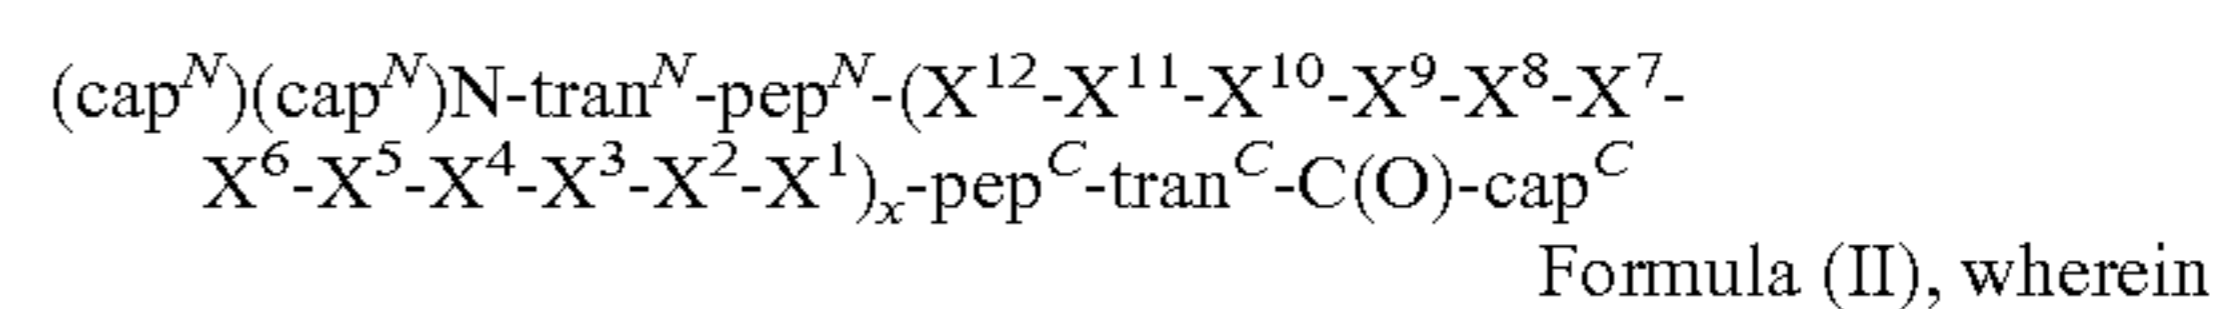 (cap^N)(cap^N)N-tran^N-pep^N-(X^12-X^11-X^10-X^9-X^8-X^7-
X^6-X^5-X^4-X^3-X^2-X^1)_x-pep^C-tran^C-C(O)-cap^C
Formula (II), wherein